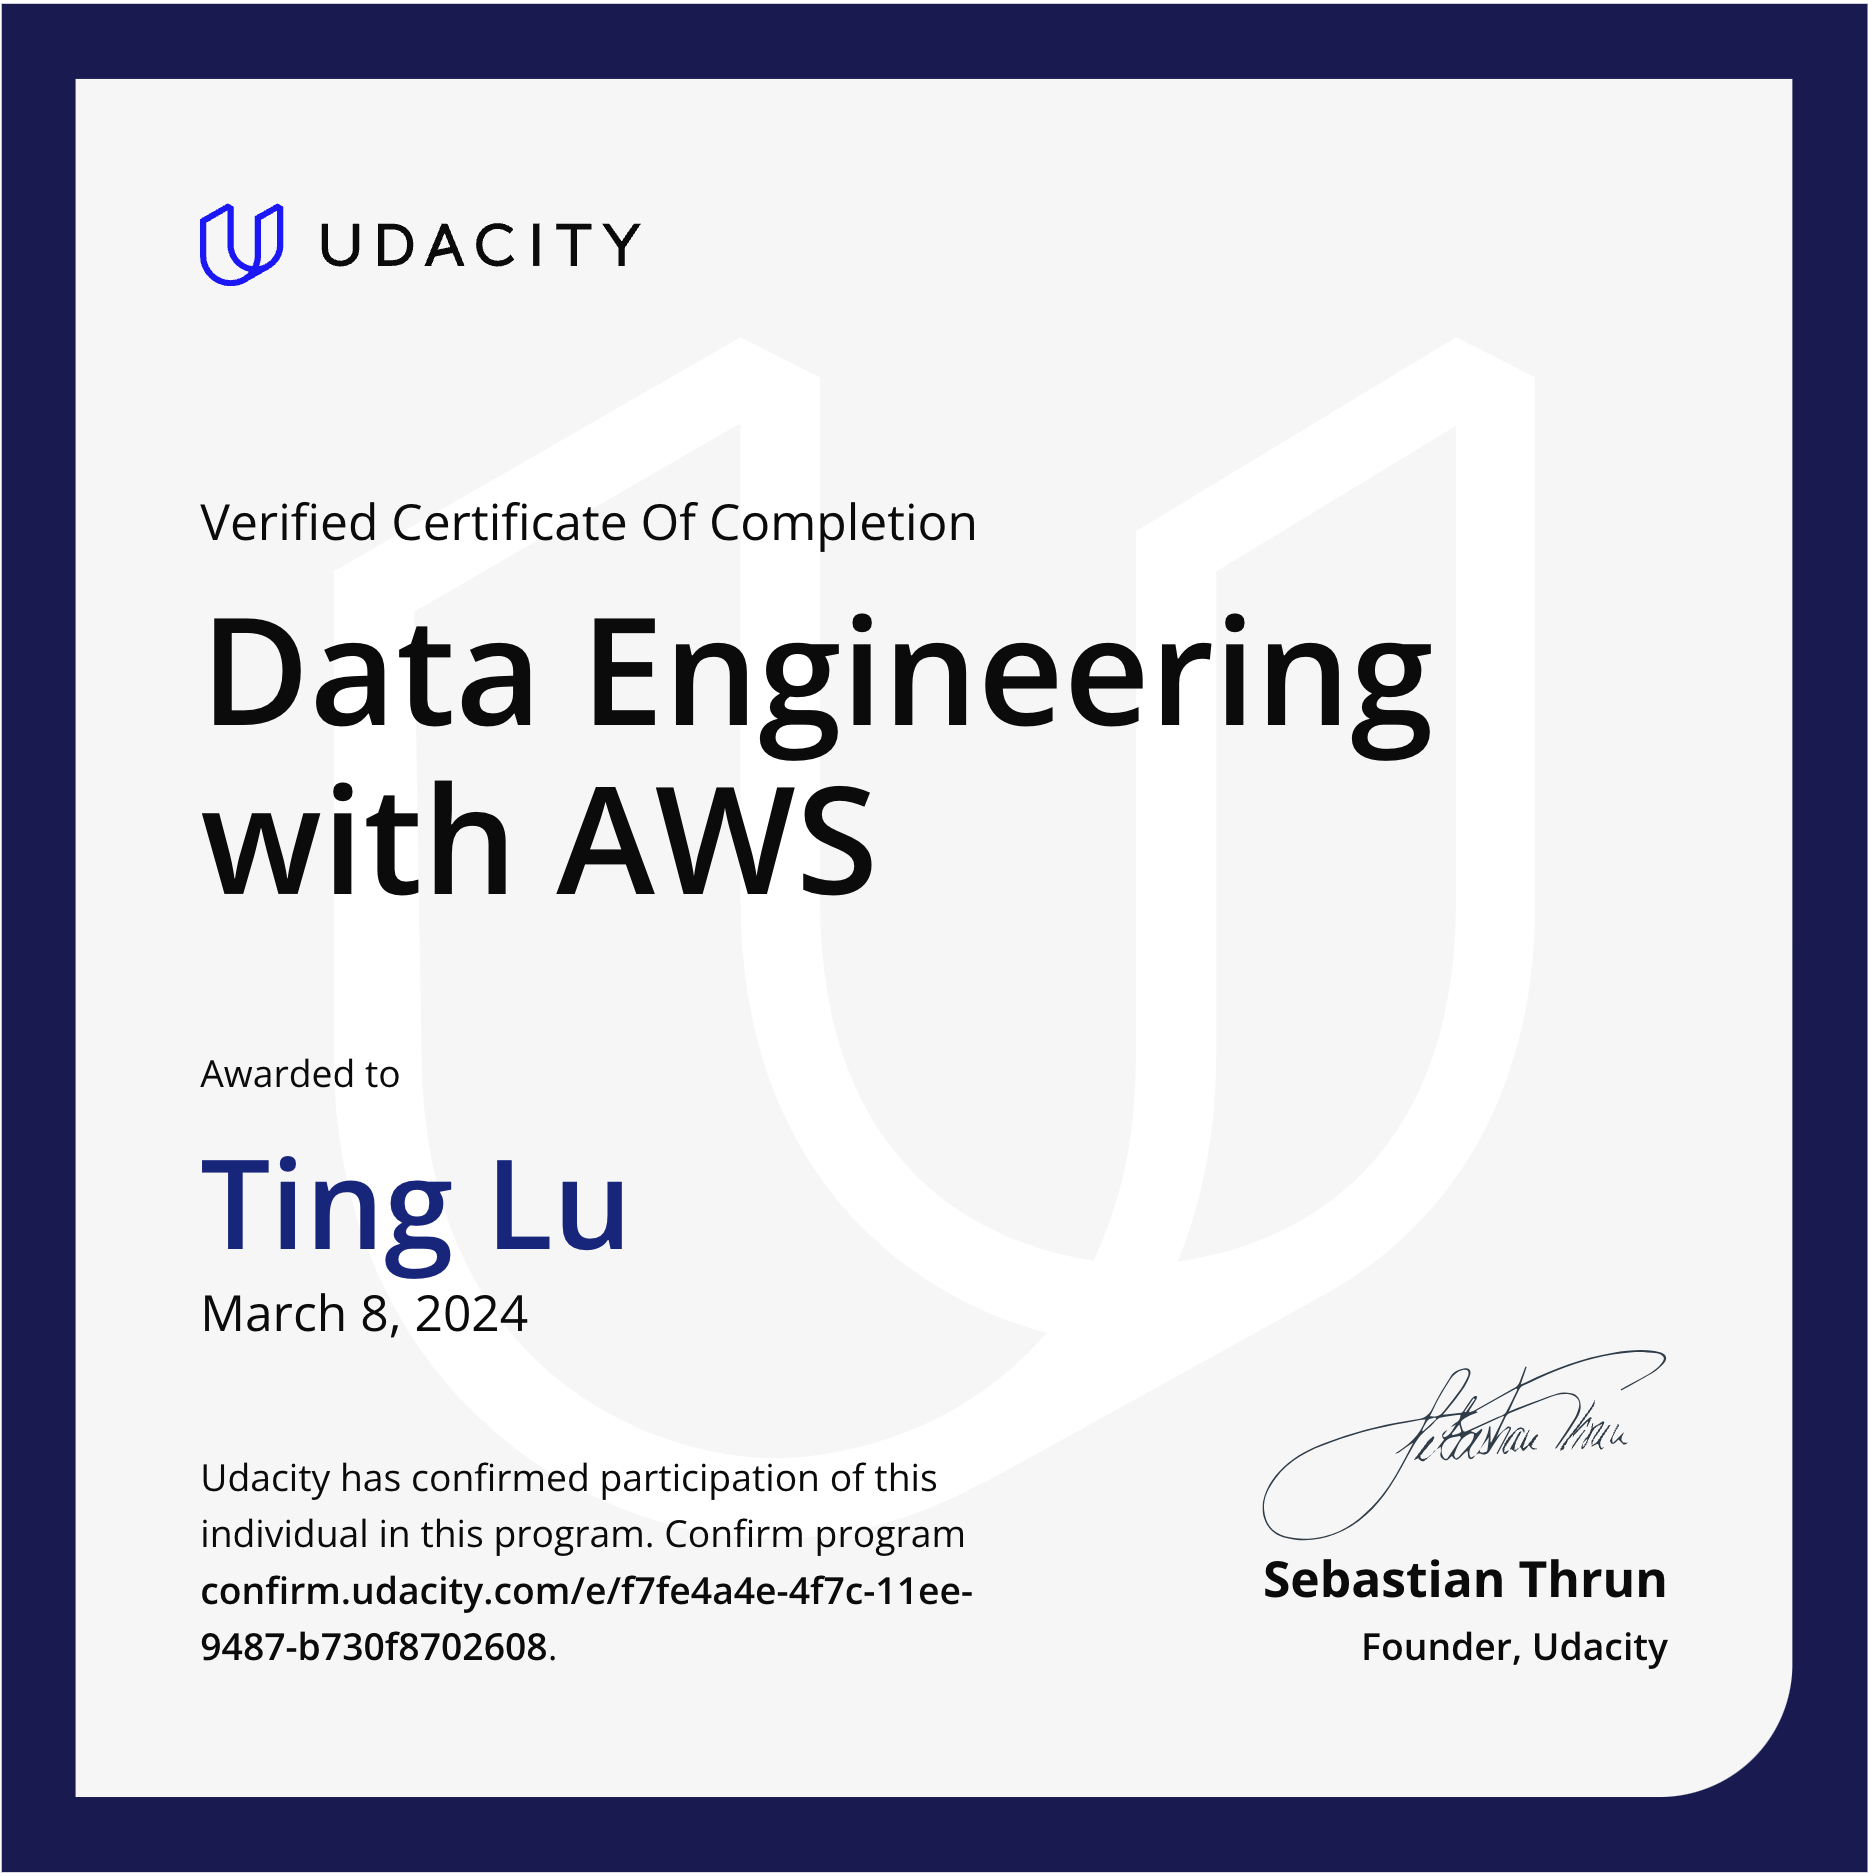 UDACITY
Verified Certificate Of Completion
Data Engineering
with AWS
Awarded to
Ting Lu
March 8, 2024
Udacity has confirmed participation of this
individual in this program. Confirm program
confirm.udacity.com/e/f7fe4a4e-4f7c-11ee-
9487-b730f8702608.
Sebastian Thrun
Sebastian Thrun
Founder, Udacity